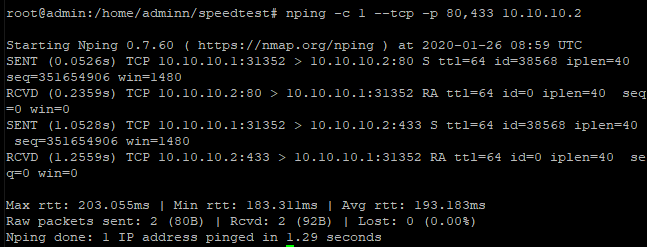 root@admin:/home/adminn/speedtest# nping -c 1 --tcp -p 80,433 10.10.10.2
Starting Nping 0.7.60 ( https://nmap.org/nping ) at 2020-01-26 08:59 UTC
SENT (0.0526s) TCP 10.10.10.1:31352 > 10.10.10.2:80 S ttl=64 id=38568 iplen=40
seq=351654906 win=1480
RCVD (0.2359s) TCP 10.10.10.2:80 > 10.10.10.1:31352 RA ttl=64 id=0 iplen=40  seq
=0 win=0
SENT (1.0528s) TCP 10.10.10.1:31352 > 10.10.10.2:433 S ttl=64 id=38568 iplen=40
 seq=351654906 win=1480
RCVD (1.2559s) TCP 10.10.10.2:433 > 10.10.10.1:31352 RA ttl=64 id=0 iplen=40  se
q=0 win=0
Max rtt: 203.055ms | Min rtt: 183.311ms | Avg rtt: 193.183ms
Raw packets sent: 2 (80B) | Rcvd: 2 (92B) | Lost: 0 (0.00%)
Nping done: 1 IP address pinged in 1.29 seconds